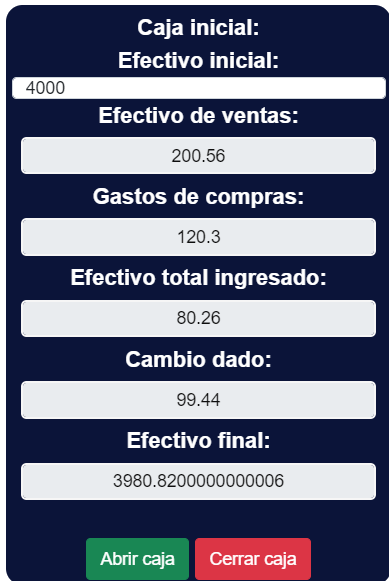 Caja inicial:
Efectivo inicial:
4000
Efectivo de ventas:
200.56
Gastos de compras:
120.3
Efectivo total ingresado:
80.26
Cambio dado:
99.44
Efectivo final:
3980.8200000000006
Abrir caja Cerrar caja